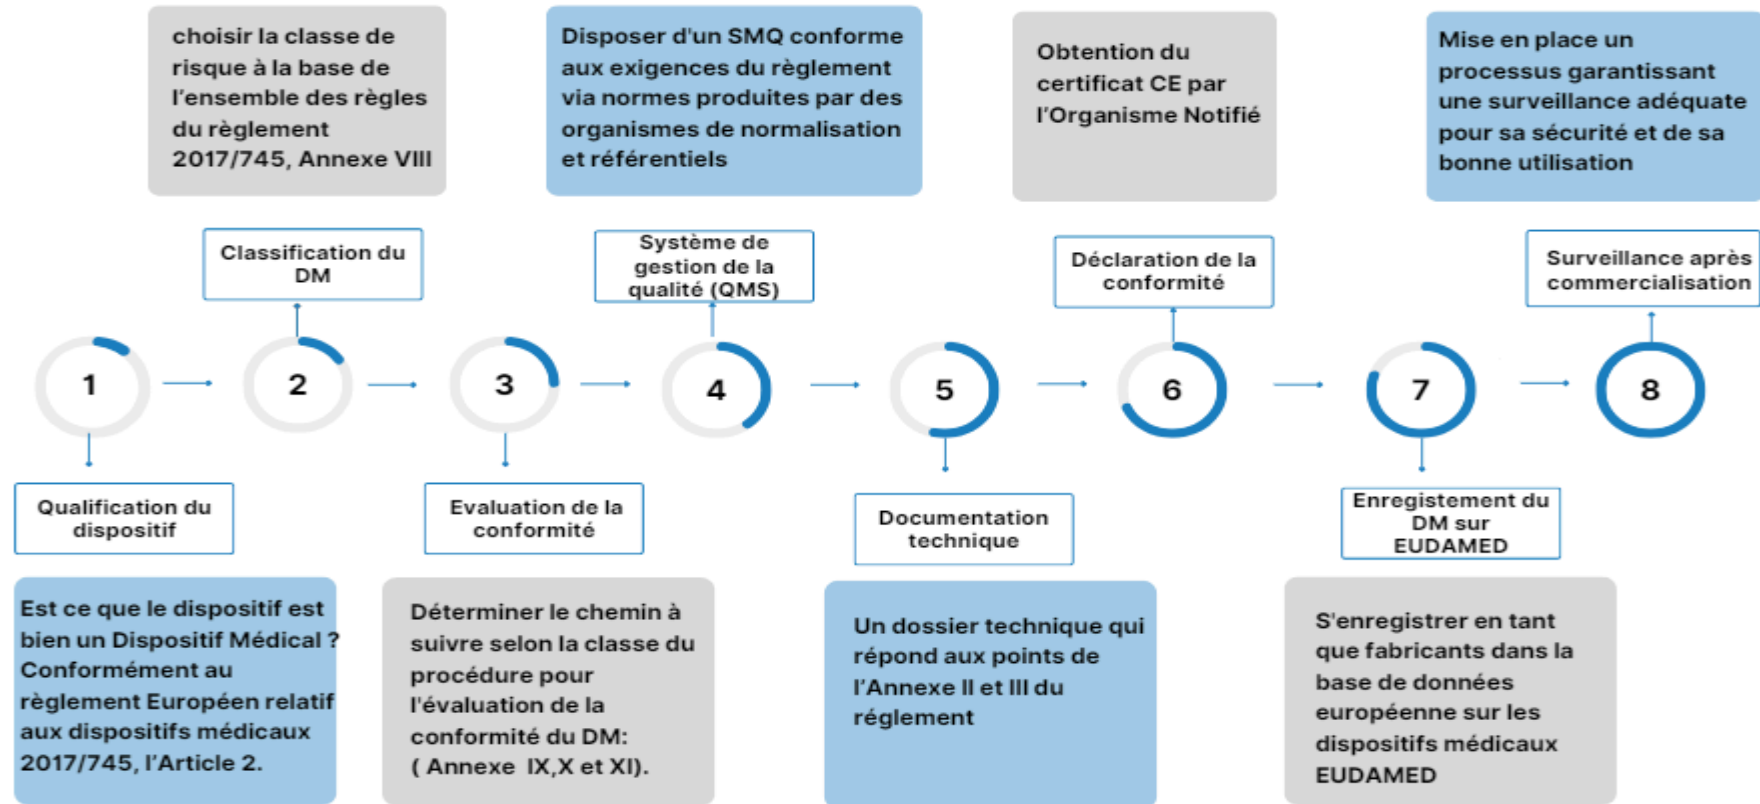 choisir la classe de
risque à la base de
l'ensemble des règles
du règlement
2017/745, Annexe VIII
Disposer d'un SMQ conforme
aux exigences du règlement
via normes produites par des
organismes de normalisation
et référentiels
Obtention du
certificat CE par
l'Organisme Notifié
Mise en place un
processus garantissant
une surveillance adéquate
pour sa sécurité et de sa
bonne utilisation
Classification du
DM
Système de
gestion de la
qualité (QMS)
Déclaration de la
conformité
Surveillance après
commercialisation
1
2
3
4
5
6
7
8
Qualification du
dispositif
Evaluation de la
conformité
Documentation
technique
Enregistement du
DM sur
EUDAMED
Est ce que le dispositif est
bien un Dispositif Médical ?
Conformément au
règlement Européen relatif
aux dispositifs médicaux
2017/745, l'Article 2.
Déterminer le chemin à
suivre selon la classe du
procédure pour
l'évaluation de la
conformité du DM:
( Annexe IX,X et XI).
Un dossier technique qui
répond aux points de
l'Annexe II et III du
réglement
S'enregistrer en tant
que fabricants dans la
base de données
européenne sur les
dispositifs médicaux
EUDAMED